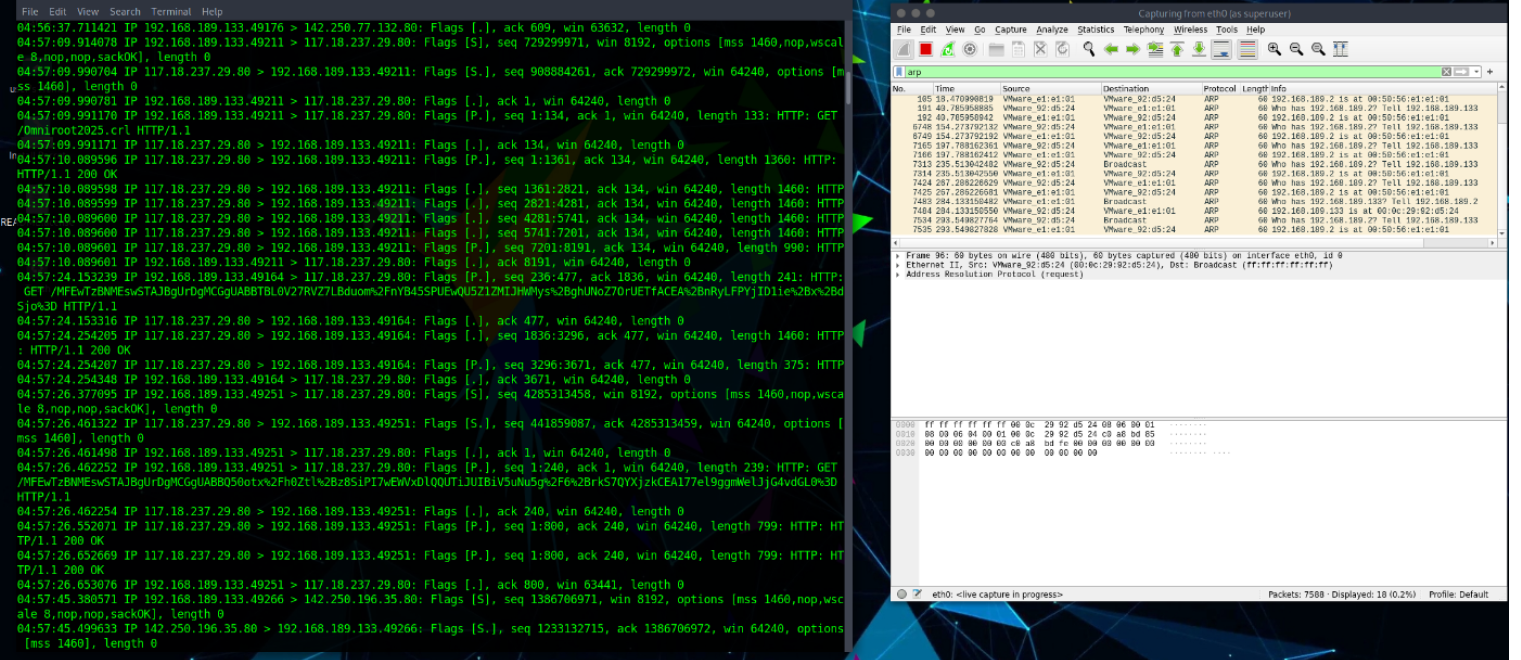 File Edit View Search Terminal Help
04:56:37.711421 IP 192.168.189.133.49176 > 142.250.77.132.80: Flags [.], ack 609, win 63632, length 0
04:57:09.914078 IP 192.168.189.133.49211 > 117.18.237.29.80: Flags [S], seq 729299971, win 8192, options [mss 1460,nop,wscal
e 8,nop,nop,sackOK], length 0
04:57:09.990704 IP 117.18.237.29.80 > 192.168.189.133.49211: Flags [S.], seq 908884261, ack 729299972, win 64240, options [m
ss 1460], length 0
04:57:09.990781 IP 192.168.189.133.49211 > 117.18.237.29.80: Flags [.], ack 1, win 64240, length 0
04:57:09.991170 IP 192.168.189.133.49211 > 117.18.237.29.80: Flags [P.], seq 1:134, ack 1, win 64240, length 133: HTTP: GET
/Omniroot2025.crl HTTP/1.1
04:57:09.991171 IP 117.18.237.29.80 > 192.168.189.133.49211: Flags [.], ack 134, win 64240, length 0
04:57:10.089596 IP 117.18.237.29.80 > 192.168.189.133.49211: Flags [P.], seq 1:1361, ack 134, win 64240, length 1360: HTTP:
HTTP/1.1 200 OK
04:57:10.089598 IP 117.18.237.29.80 > 192.168.189.133.49211: Flags [.], seq 1361:2821, ack 134, win 64240, length 1460: HTTP
04:57:10.089599 IP 117.18.237.29.80 > 192.168.189.133.49211: Flags [.], seq 2821:4281, ack 134, win 64240, length 1460: HTTP
04:57:10.089600 IP 117.18.237.29.80 > 192.168.189.133.49211: Flags [.], seq 4281:5741, ack 134, win 64240, length 1460: HTTP
04:57:10.089600 IP 117.18.237.29.80 > 192.168.189.133.49211: Flags [.], seq 5741:7201, ack 134, win 64240, length 1460: HTTP
04:57:10.089601 IP 117.18.237.29.80 > 192.168.189.133.49211: Flags [P.], seq 7201:8191, ack 134, win 64240, length 990: HTTP
04:57:10.089601 IP 192.168.189.133.49211 > 117.18.237.29.80: Flags [.], ack 8191, win 64240, length 0
04:57:24.153239 IP 192.168.189.133.49164 > 117.18.237.29.80: Flags [P.], seq 236:477, ack 1836, win 64240, length 241: HTTP:
GET /MFEwTzBNMEswSTAJBgUrDgMCGgUABBTBL0V27RVZ7LBduom%2FnYB45SPUEwQU5Z1ZMIJHWMys%2BghUNoZ7OrUETfACEA%2BnRyLFPYjID1ie%2Bx%2Bd
Sjo%3D HTTP/1.1
04:57:24.153316 IP 117.18.237.29.80 > 192.168.189.133.49164: Flags [.], ack 477, win 64240, length 0
04:57:24.254205 IP 117.18.237.29.80 > 192.168.189.133.49164: Flags [.], seq 1836:3296, ack 477, win 64240, length 1460: HTTP
: HTTP/1.1 200 OK
04:57:24.254207 IP 117.18.237.29.80 > 192.168.189.133.49164: Flags [P.], seq 3296:3671, ack 477, win 64240, length 375: HTTP
04:57:24.254348 IP 192.168.189.133.49164 > 117.18.237.29.80: Flags [.], ack 3671, win 64240, length 0
04:57:26.377095 IP 192.168.189.133.49251 > 117.18.237.29.80: Flags [S], seq 4285313458, win 8192, options [mss 1460,nop,wsca
le 8,nop,nop,sackOK], length 0
04:57:26.461322 IP 117.18.237.29.80 > 192.168.189.133.49251: Flags [S.], seq 441859087, ack 4285313459, win 64240, options [
mss 1460], length 0
04:57:26.461498 IP 192.168.189.133.49251 > 117.18.237.29.80: Flags [.], ack 1, win 64240, length 0
04:57:26.462252 IP 192.168.189.133.49251 > 117.18.237.29.80: Flags [P.], seq 1:240, ack 1, win 64240, length 239: HTTP: GET
/MFEwTzBNMEswSTAJBgUrDgMCGgUABBQ50otx%2Fh0Ztl%2Bz8SiPI7wEWVxDlQQUTiJUIBiV5uNu5g%2F6%2BrkS7QYXjzkCEA177el9ggmWelJjG4vdGL0%3D
HTTP/1.1
04:57:26.462254 IP 117.18.237.29.80 > 192.168.189.133.49251: Flags [.], ack 240, win 64240, length 0
04:57:26.552071 IP 117.18.237.29.80 > 192.168.189.133.49251: Flags [P.], seq 1:800, ack 240, win 64240, length 799: HTTP: HT
TP/1.1 200 OK
04:57:26.652669 IP 117.18.237.29.80 > 192.168.189.133.49251: Flags [P.], seq 1:800, ack 240, win 64240, length 799: HTTP: HT
TP/1.1 200 OK
04:57:26.653076 IP 192.168.189.133.49251 > 117.18.237.29.80: Flags [.], ack 800, win 63441, length 0
04:57:45.380571 IP 192.168.189.133.49266 > 142.250.196.35.80: Flags [S], seq 1386706971, win 8192, options [mss 1460,nop,wsc
ale 8,nop,nop,sackOK], length 0
04:57:45.499633 IP 142.250.196.35.80 > 192.168.189.133.49266: Flags [S.], seq 1233132715, ack 1386706972, win 64240, options
[mss 1460], length 0
Capturing from eth0 [as superuser]
File Edit View Go Capture Analyze Statistics Telephony Wireless Tools Help
arp
No. Time Source Destination Protocol Length Info
185 18.470990819 VMware_e1:e1:01 VMware_92:d5:24 ARP 60 192.168.189.2 is at 00:50:56:e1:e1:01
191 40.785958885 VMware_92:d5:24 VMware_e1:e1:01 ARP 60 Who has 192.168.189.2? Tell 192.168.189.133
192 40.785958942 VMware_e1:e1:01 VMware_92:d5:24 ARP 60 192.168.189.2 is at 00:50:56:e1:e1:01
6748 154.273792132 VMware_92:d5:24 VMware_e1:e1:01 ARP 60 Who has 192.168.189.2? Tell 192.168.189.133
6749 154.273792192 VMware_e1:e1:01 VMware_92:d5:24 ARP 60 192.168.189.2 is at 00:50:56:e1:e1:01
7165 197.788162361 VMware_92:d5:24 VMware_e1:e1:01 ARP 60 Who has 192.168.189.2? Tell 192.168.189.133
7166 197.788162412 VMware_e1:e1:01 VMware_92:d5:24 ARP 60 192.168.189.2 is at 00:50:56:e1:e1:01
7313 235.513042482 VMware_92:d5:24 Broadcast ARP 60 Who has 192.168.189.2? Tell 192.168.189.133
7314 235.513042550 VMware_e1:e1:01 VMware_92:d5:24 ARP 60 192.168.189.2 is at 00:50:56:e1:e1:01
7424 267.286226629 VMware_92:d5:24 VMware_e1:e1:01 ARP 60 Who has 192.168.189.2? Tell 192.168.189.133
7425 267.286226681 VMware_e1:e1:01 VMware_92:d5:24 ARP 60 192.168.189.2 is at 00:50:56:e1:e1:01
7483 284.133150482 VMware_e1:e1:01 Broadcast ARP 60 Who has 192.168.189.133? Tell 192.168.189.2
7484 284.133150550 VMware_92:d5:24 VMware_e1:e1:01 ARP 60 192.168.189.133 is at 00:0c:29:92:d5:24
7534 293.549827764 VMware_92:d5:24 Broadcast ARP 60 Who has 192.168.189.2? Tell 192.168.189.133
7535 293.549827828 VMware_e1:e1:01 VMware_92:d5:24 ARP 60 192.168.189.2 is at 00:50:56:e1:e1:01
Frame 96: 60 bytes on wire (480 bits), 60 bytes captured (480 bits) on interface eth0, id 0
Ethernet II, Src: VMware_92:d5:24 (00:0c:29:92:d5:24), Dst: Broadcast (ff:ff:ff:ff:ff:ff)
Address Resolution Protocol (request)
0000 ff ff ff ff ff ff 00 0c 29 92 d5 24 08 06 00 01
0010 08 00 06 04 00 01 00 0c 29 92 d5 24 c0 a8 bd 85
0020 00 00 00 00 00 00 c0 a8 bd fe 00 00 00 00 00 00
0030 00 00 00 00 00 00 00 00 00 00 00 00
eth0: <live capture in progress>
Packets: 7588 · Displayed: 18 (0.2%)
Profile: Default